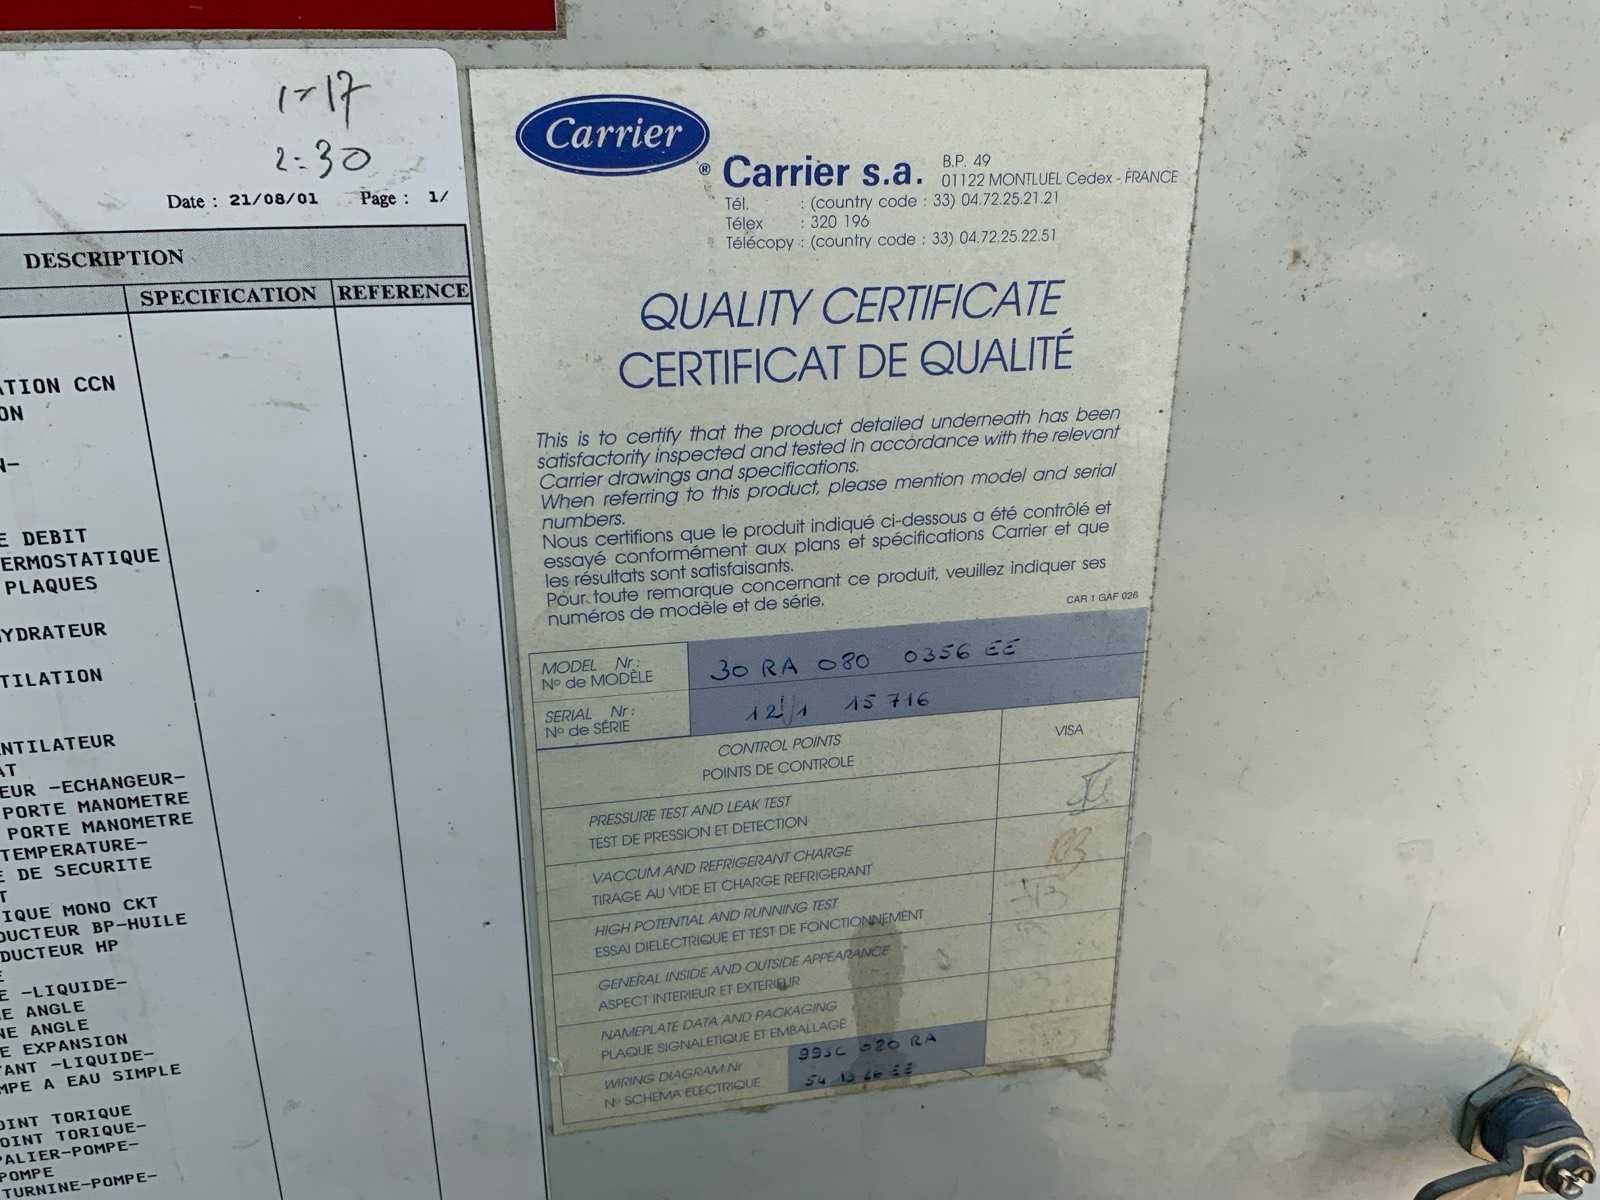 1-17
2:30
Date : 21/08/01 Page : 1/
DESCRIPTION
SPECIFICATION REFERENCE
ATION CCN
ON
N-
E DEBIT
ERMOSTATIQUE
PLAQUES
YDRATEUR
TILATION
NTILATEUR
AT
EUR -ECHANGEUR-
PORTE MANOMETRE
PORTE MANOMETRE
TEMPERATURE-
E DE SECURITE
T
IQUE MONO CKT
DUCTEUR BP-HUILE
DUCTEUR HP
E
E -LIQUIDE-
E ANGLE
NE ANGLE
E EXPANSION
ANT -LIQUIDE-
MPE A EAU SIMPLE
OINT TORIQUE
OINT TORIQUE-
PALIER-POMPE-
POMPE
TURNINE-POMPE-
Carrier
® Carrier s.a. B.P. 49
01122 MONTLUEL Cedex - FRANCE
Tél. : (country code : 33) 04.72.25.21.21
Télex : 320 196
Télécopy : (country code : 33) 04.72.25.22.51
QUALITY CERTIFICATE
CERTIFICAT DE QUALITÉ
This is to certify that the product detailed underneath has been
satisfactority inspected and tested in accordance with the relevant
Carrier drawings and specifications.
When referring to this product, please mention model and serial
numbers.
Nous certifions que le produit indiqué ci-dessous a été contrôlé et
essayé conformément aux plans et spécifications Carrier et que
les résultats sont satisfaisants.
Pour toute remarque concernant ce produit, veuillez indiquer ses
numéros de modèle et de série.
CAR 1 GAF 026
MODEL Nr : 30 RA 080 0356 EE
Nº de MODÈLE
SERIAL Nr : 15716
Nº de SÉRIE
CONTROL POINTS VISA
POINTS DE CONTROLE
PRESSURE TEST AND LEAK TEST
TEST DE PRESSION ET DETECTION
VACCUM AND REFRIGERANT CHARGE
TIRAGE AU VIDE ET CHARGE REFRIGERANT
HIGH POTENTIAL AND RUNNING TEST
ESSAI DIELECTRIQUE ET TEST DE FONCTIONNEMENT
GENERAL INSIDE AND OUTSIDE APPEARANCE
ASPECT INTERIEUR ET EXTERIEUR
NAMEPLATE DATA AND PACKAGING
PLAQUE SIGNALETIQUE ET EMBALLAGE
WIRING DIAGRAM Nr
Nº SCHEMA ELECTRIQUE